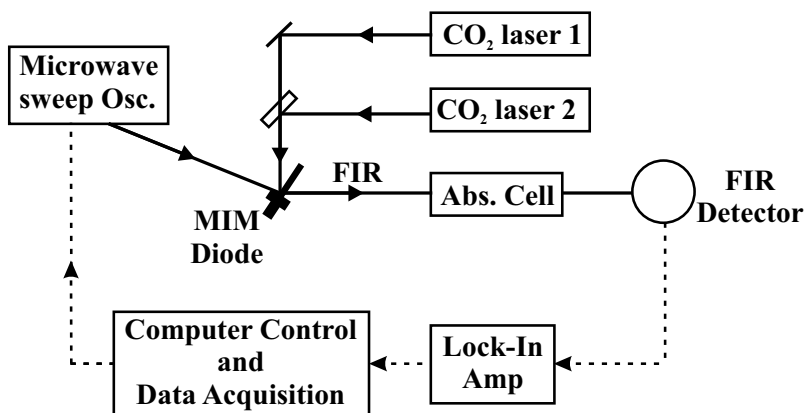 CO₂ laser 1
Microwave
sweep Osc.
CO₂ laser 2
FIR
Abs. Cell
FIR
Detector
MIM
Diode
Computer Control
and
Data Acquisition
Lock-In
Amp